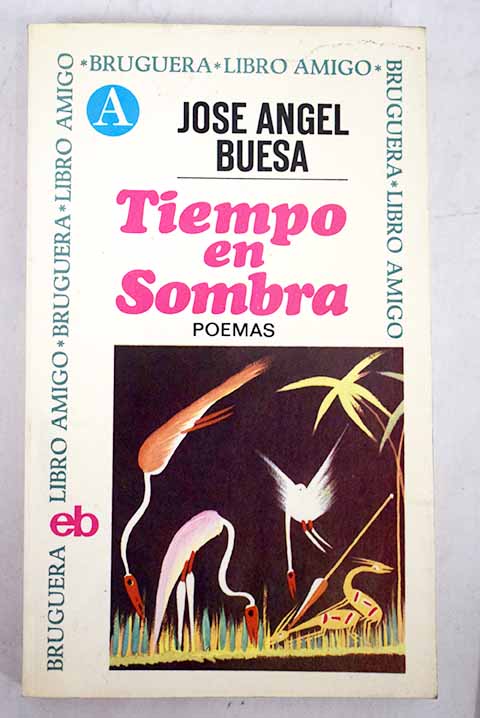 *BRUGUERA*LIBRO AMIGO*
BRUGUERA*LIBRO AMIGO
BRUGUERA LIBRO AMIGO*BRUGUERA*LIBRO AMIGO
A
JOSE ANGEL
BUESA
Tiempo
en
Sombra
POEMAS
eb